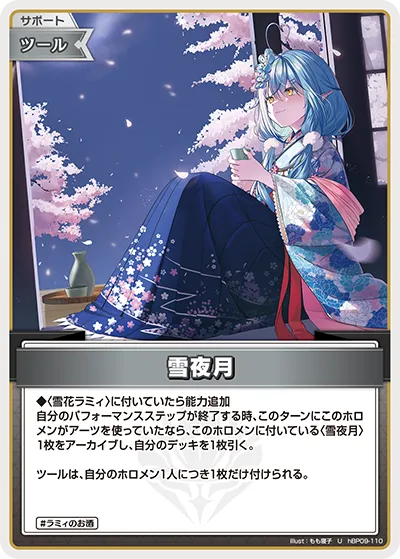 サポート
ツール
雪夜月
◆〈雪花ラミィ〉に付いていたら能力追加
自分のパフォーマンスステップが終了する時、このターンにこのホロ
メンがアーツを使っていたなら、このホロメンに付いている〈雪夜月〉
1枚をアーカイブし、自分のデッキを1枚引く。
ツールは、自分のホロメン1人につき1枚だけ付けられる。
#ラミィのお酒
illust：もも寝子 U hBP09-110